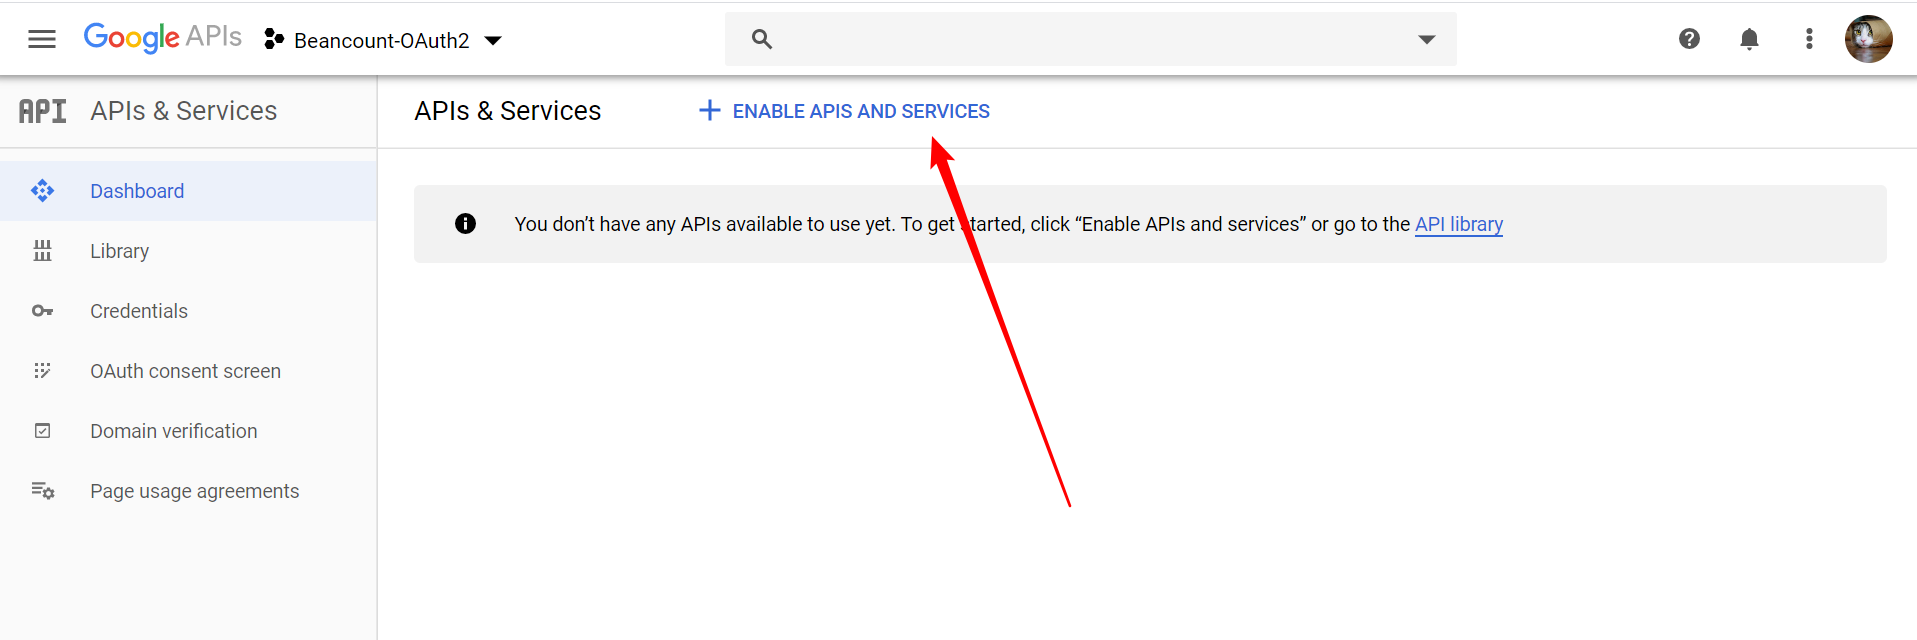 Google APIs
Beancount-OAuth2
API APIs & Services
APIs & Services
ENABLE APIS AND SERVICES
Dashboard
You don’t have any APIs available to use yet. To get started, click “Enable APIs and services” or go to the API library
Library
Credentials
OAuth consent screen
Domain verification
Page usage agreements